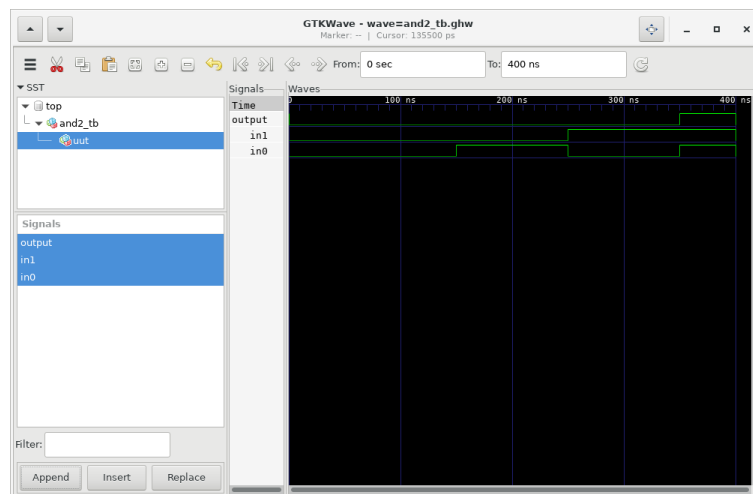 GTKWave - wave=and2_tb.ghw
Marker: -- | Cursor: 135500 ps
From: 0 sec To: 400 ns
SST
top
and2_tb
uut
Signals
output
in1
in0
Filter:
Append Insert Replace
Signals
Time
output
in1
in0
Waves
0 100 ns 200 ns 300 ns 400 ns